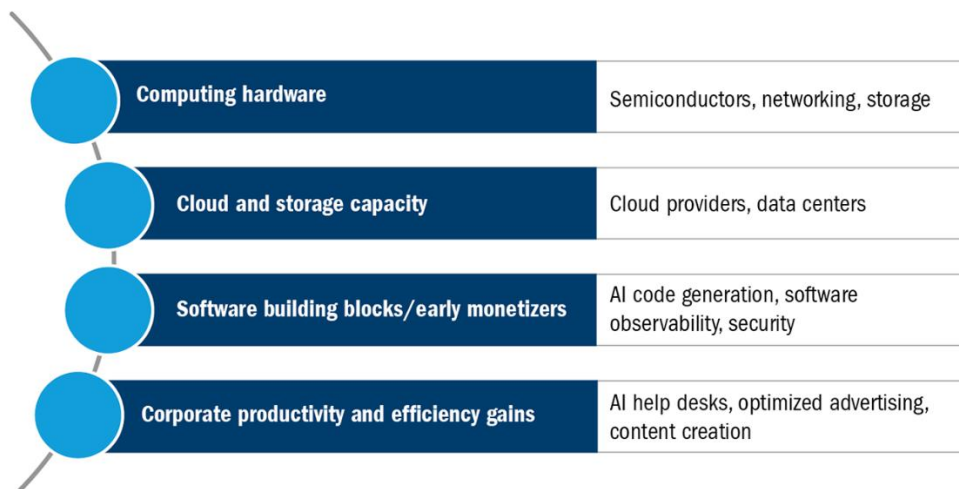 Computing hardware
Semiconductors, networking, storage
Cloud and storage capacity
Cloud providers, data centers
Software building blocks/early monetizers
AI code generation, software
observability, security
Corporate productivity and efficiency gains
AI help desks, optimized advertising,
content creation